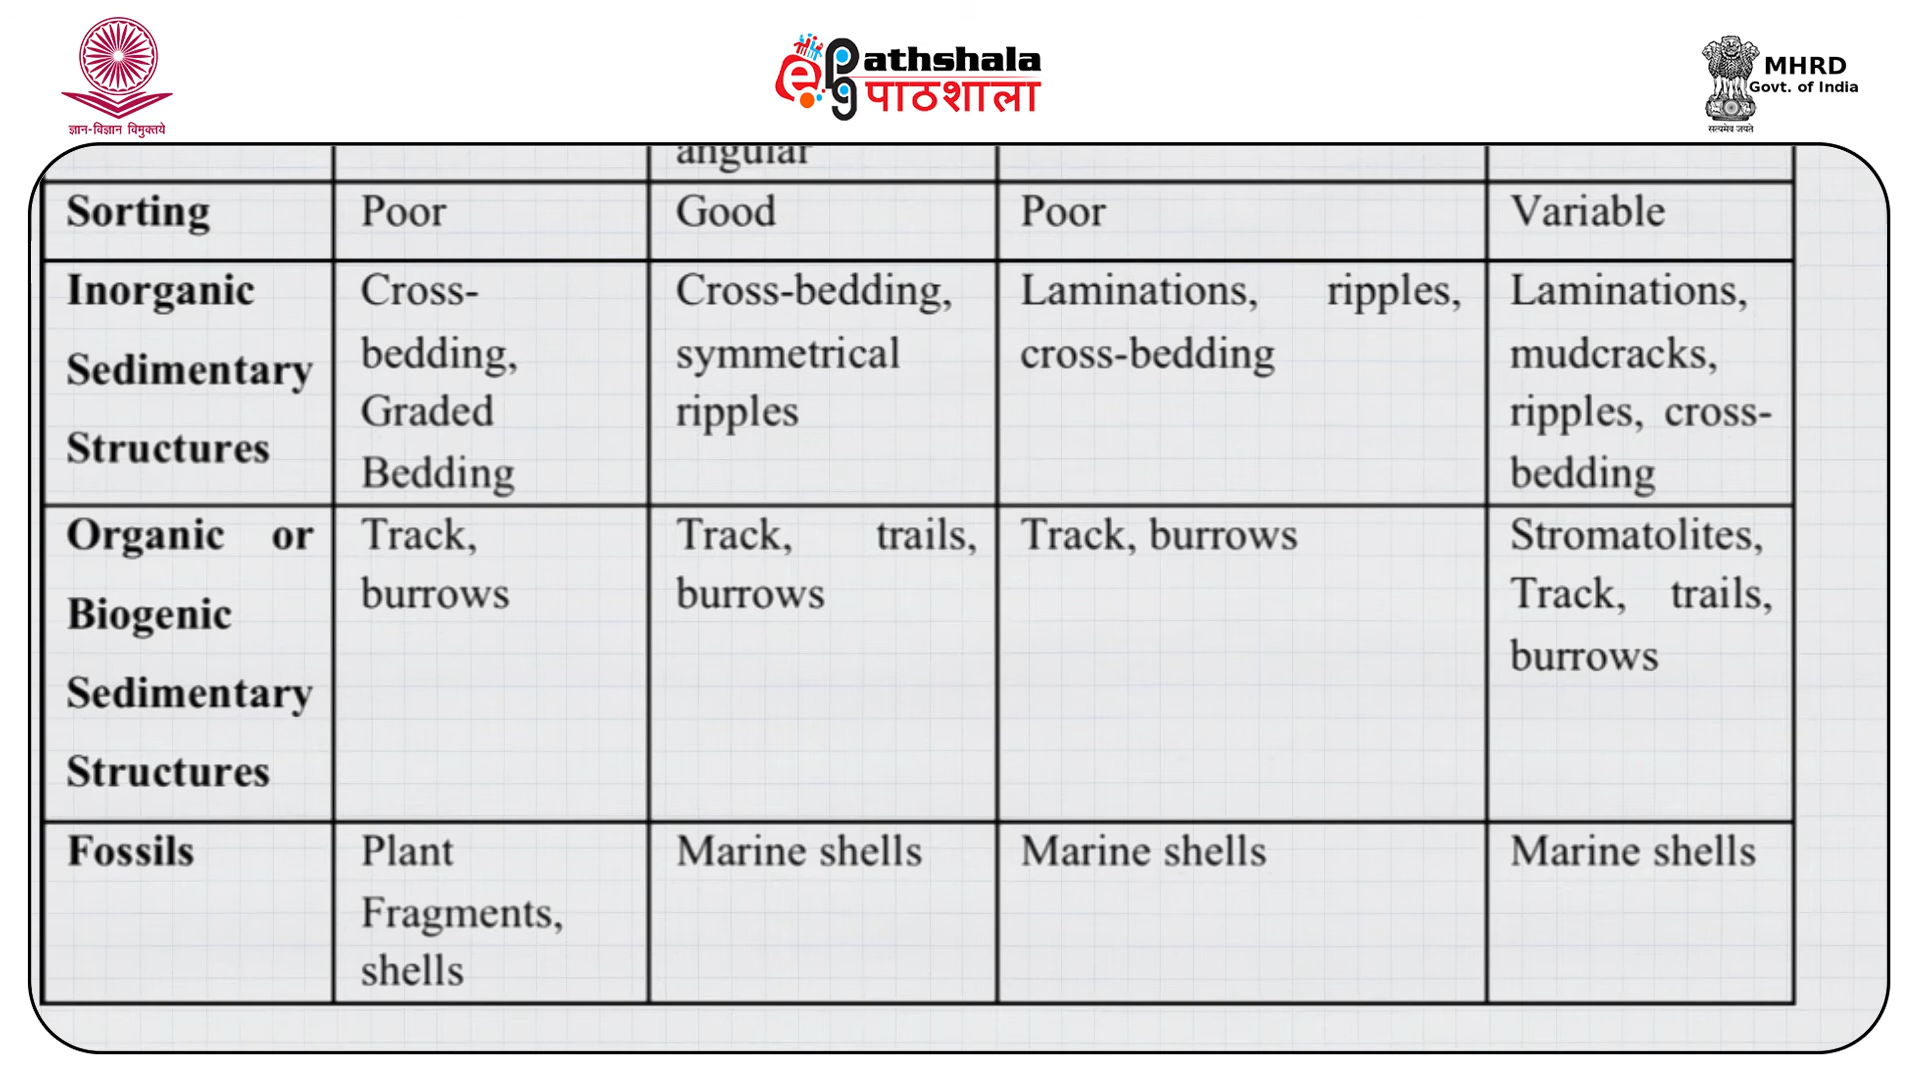 ज्ञान-विज्ञान विमुक्तये
ePathshala
pg पाठशाला
MHRD
Govt. of India
सत्यमेव जयते
angular
Sorting Poor Good Poor Variable
Inorganic Sedimentary Structures
Cross-
bedding,
Graded
Bedding
Cross-bedding,
symmetrical
ripples
Laminations, ripples,
cross-bedding
Laminations,
mudcracks,
ripples, cross-
bedding
Organic or
Biogenic
Sedimentary
Structures
Track,
burrows
Track, trails,
burrows
Track, burrows
Stromatolites,
Track, trails,
burrows
Fossils
Plant
Fragments,
shells
Marine shells
Marine shells
Marine shells